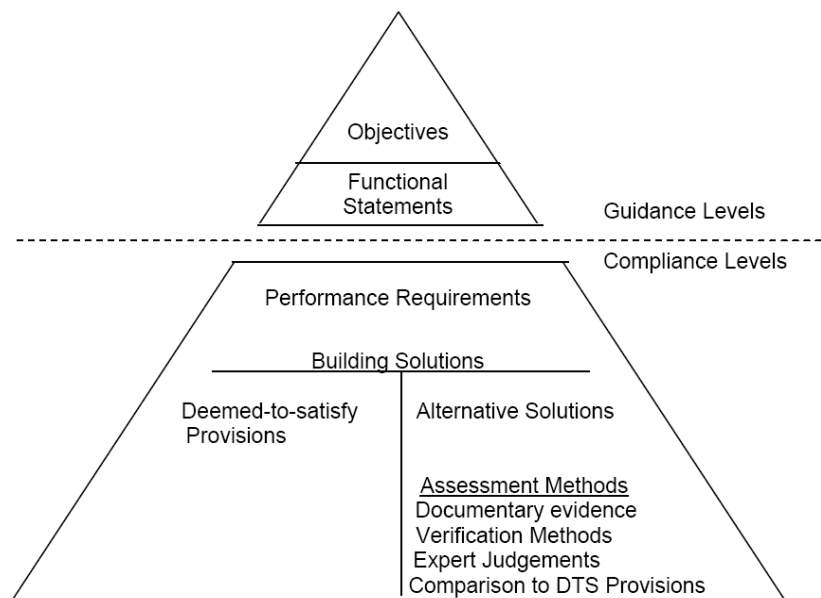 Objectives
Functional
Statements
Guidance Levels
Compliance Levels
Performance Requirements
Building Solutions
Deemed-to-satisfy
Provisions
Alternative Solutions
Assessment Methods
Documentary evidence
Verification Methods
Expert Judgements
Comparison to DTS Provisions